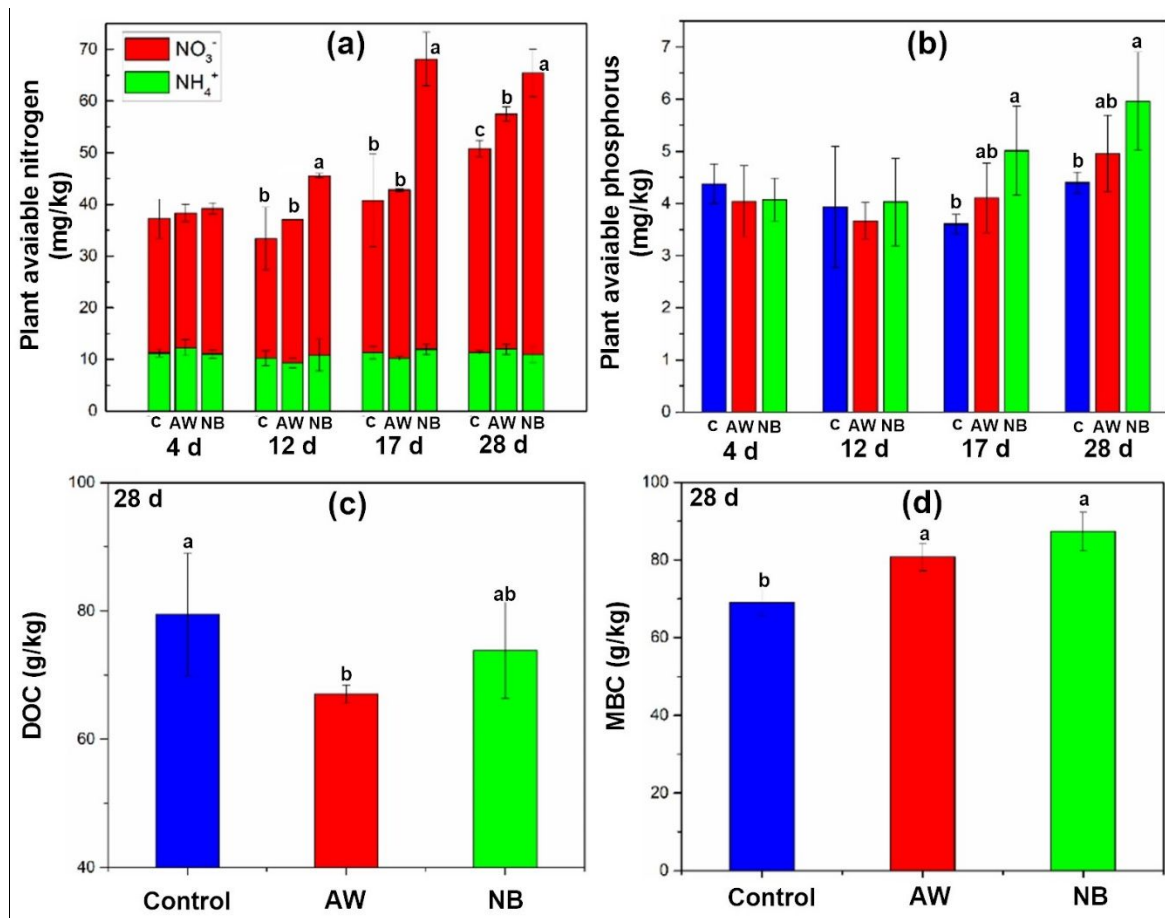 (a)
NO3-
NH4+
Plant avaiable nitrogen
(mg/kg)
70
60
50
40
30
20
10
0
b b a
b b a
c b a
C AW NB C AW NB C AW NB C AW NB
4 d 12 d 17 d 28 d
(b)
Plant avaiable phosphorus
(mg/kg)
7
6
5
4
3
2
1
0
b ab a
b ab a
C AW NB C AW NB C AW NB C AW NB
4 d 12 d 17 d 28 d
28 d (c)
DOC (g/kg)
100
80
60
40
a b ab
Control AW NB
28 d (d)
MBC (g/kg)
100
80
60
40
20
0
b a a
Control AW NB